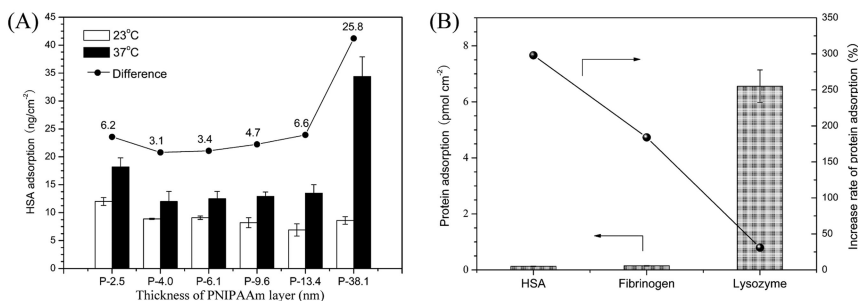 (A)
HSA adsorption (ng/cm⁻²)
45
40
35
30
25
20
15
10
5
0
23°C
37°C
Difference
6.2
3.1
3.4
4.7
6.6
25.8
P-2.5 P-4.0 P-6.1 P-9.6 P-13.4 P-38.1
Thickness of PNIPAAm layer (nm)
(B)
Protein adsorption (pmol cm⁻²)
8
6
4
2
0
HSA Fibrinogen Lysozyme
350
300
250
200
150
100
50
0
Increase rate of protein adsorption (%)